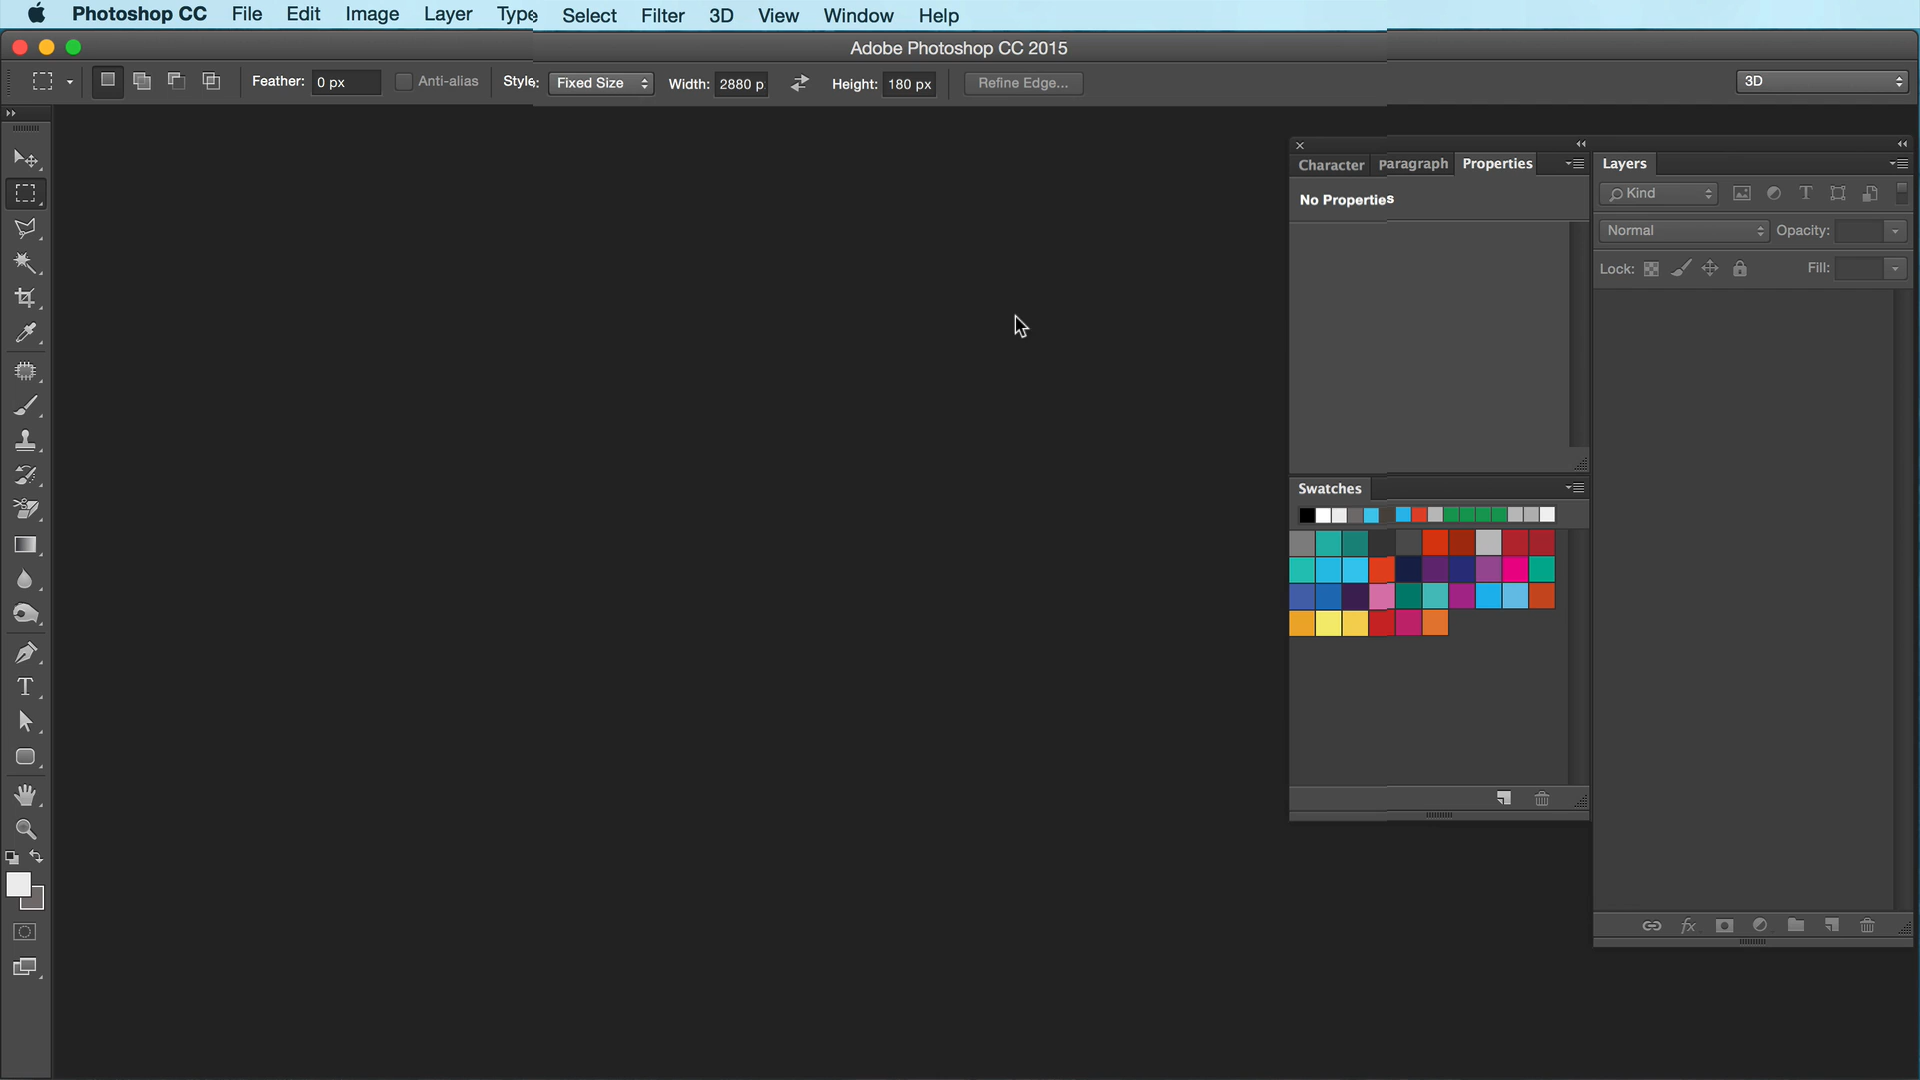 Photoshop CC File Edit Image Layer Type Select Filter 3D View Window Help
Adobe Photoshop CC 2015
Feather: 0 px Anti-alias Style: Fixed Size Width: 2880 p Height: 180 px Refine Edge... 3D
Character Paragraph Properties
No Properties
Swatches
Layers
Kind
Normal Opacity:
Lock: Fill: